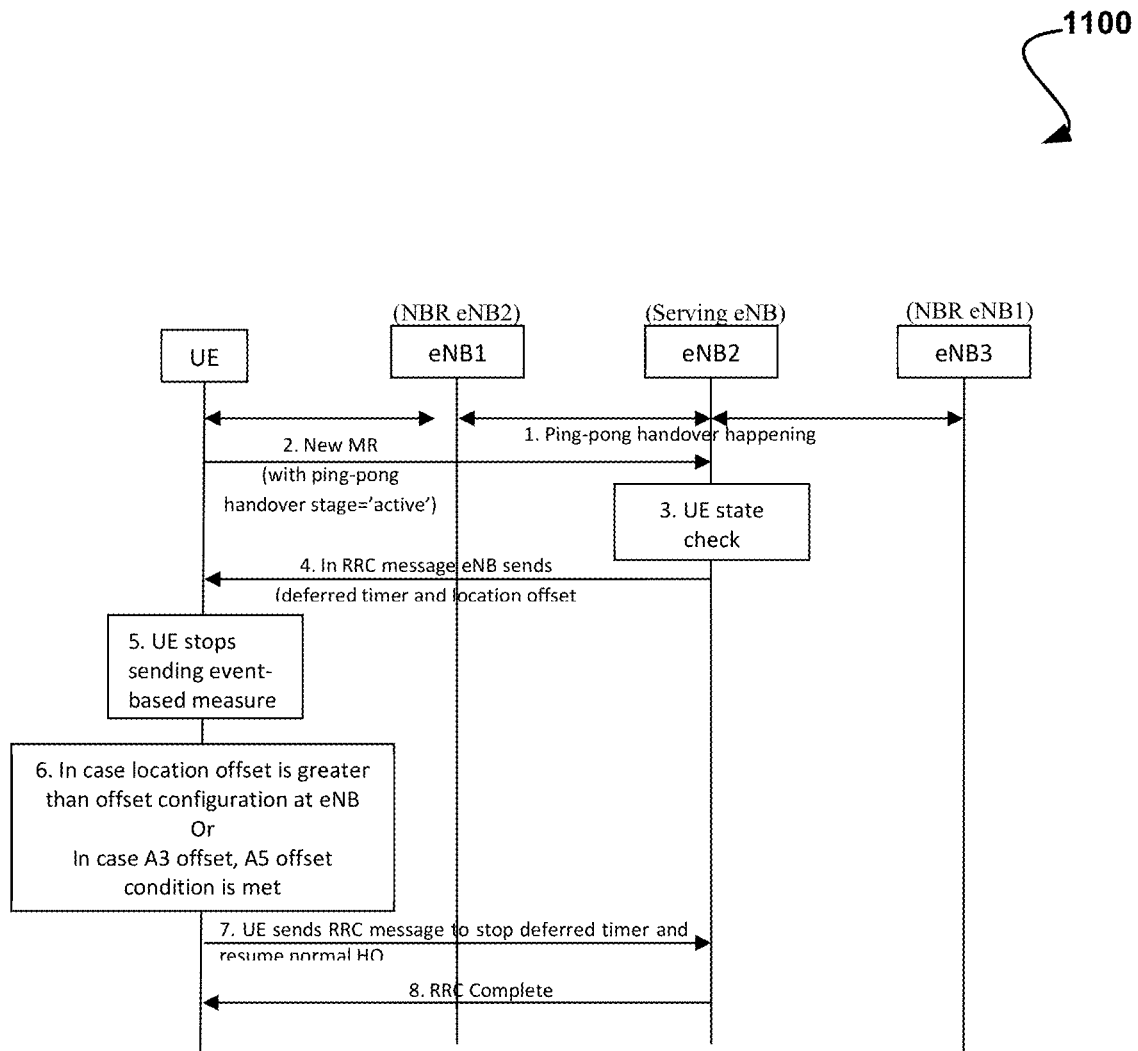 1100
(NBR eNB2)
(Serving eNB)
(NBR eNB1)
UE
eNB1
eNB2
eNB3
1. Ping-pong handover happening
2. New MR
(with ping-pong
handover stage='active')
3. UE state
check
4. In RRC message eNB sends
(deferred timer and location offset
5. UE stops
sending event-
based measure
6. In case location offset is greater
than offset configuration at eNB
Or
In case A3 offset, A5 offset
condition is met
7. UE sends RRC message to stop deferred timer and
resume normal HO
8. RRC Complete